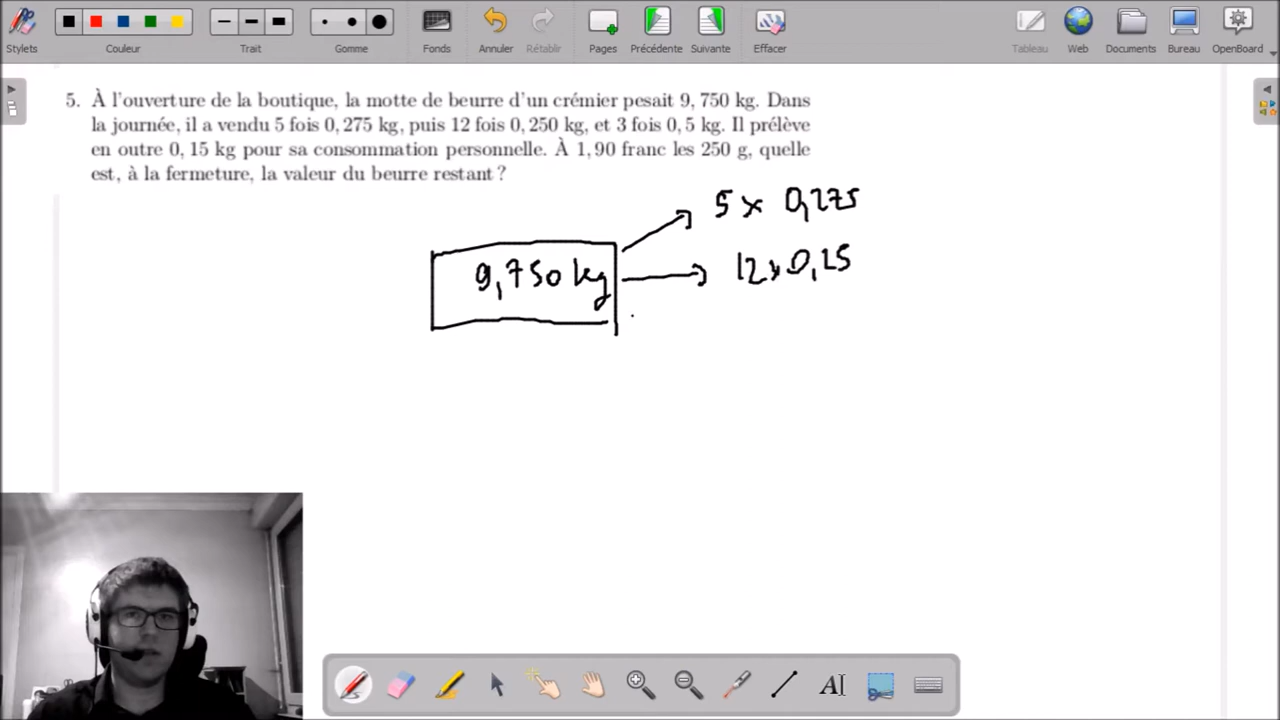 Stylets
Couleur
Trait
Gomme
Fonds
Annuler
Rétablir
Pages
Précédente
Suivante
Effacer
Tableau
Web
Documents
Bureau
OpenBoard
5. À l'ouverture de la boutique, la motte de beurre d'un crémier pesait 9, 750 kg. Dans
la journée, il a vendu 5 fois 0, 275 kg, puis 12 fois 0, 250 kg, et 3 fois 0, 5 kg. Il prélève
en outre 0, 15 kg pour sa consommation personnelle. À 1, 90 franc les 250 g, quelle
est, à la fermeture, la valeur du beurre restant ?
5 x 0,275
9,750 kg
12 x 0,25
AI